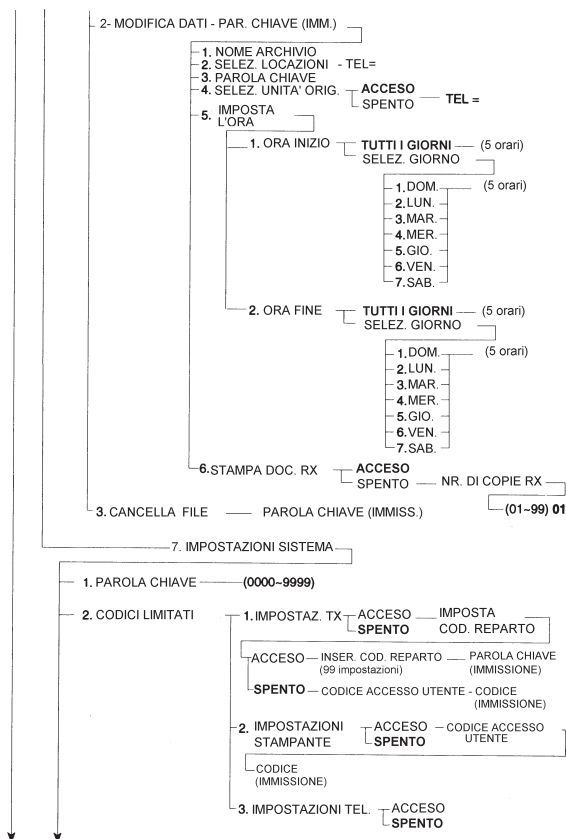 2- MODIFICA DATI - PAR. CHIAVE (IMM.)
1. NOME ARCHIVIO
2. SELEZ. LOCAZIONI - TEL=
3. PAROLA CHIAVE
4. SELEZ. UNITA' ORIG. ACCESO
SPENTO TEL =
5. IMPOSTA
L'ORA
1. ORA INIZIO TUTTI I GIORNI (5 orari)
SELEZ. GIORNO
1. DOM. (5 orari)
2. LUN.
3. MAR.
4. MER.
5. GIO.
6. VEN.
7. SAB.
2. ORA FINE TUTTI I GIORNI (5 orari)
SELEZ. GIORNO
1. DOM. (5 orari)
2. LUN.
3. MAR.
4. MER.
5. GIO.
6. VEN.
7. SAB.
6. STAMPA DOC. RX ACCESO
SPENTO NR. DI COPIE RX
(01~99) 01
3. CANCELLA FILE PAROLA CHIAVE (IMMISS.)
7. IMPOSTAZIONI SISTEMA
1. PAROLA CHIAVE (0000~9999)
2. CODICI LIMITATI 1. IMPOSTAZ. TX ACCESO IMPOSTA
SPENTO COD. REPARTO
ACCESO INSER. COD. REPARTO PAROLA CHIAVE
(99 impostazioni) (IMMISSIONE)
SPENTO CODICE ACCESSO UTENTE - CODICE
(IMMISSIONE)
2. IMPOSTAZIONI ACCESO CODICE ACCESSO
STAMPANTE SPENTO UTENTE
CODICE
(IMMISSIONE)
3. IMPOSTAZIONI TEL. ACCESO
SPENTO